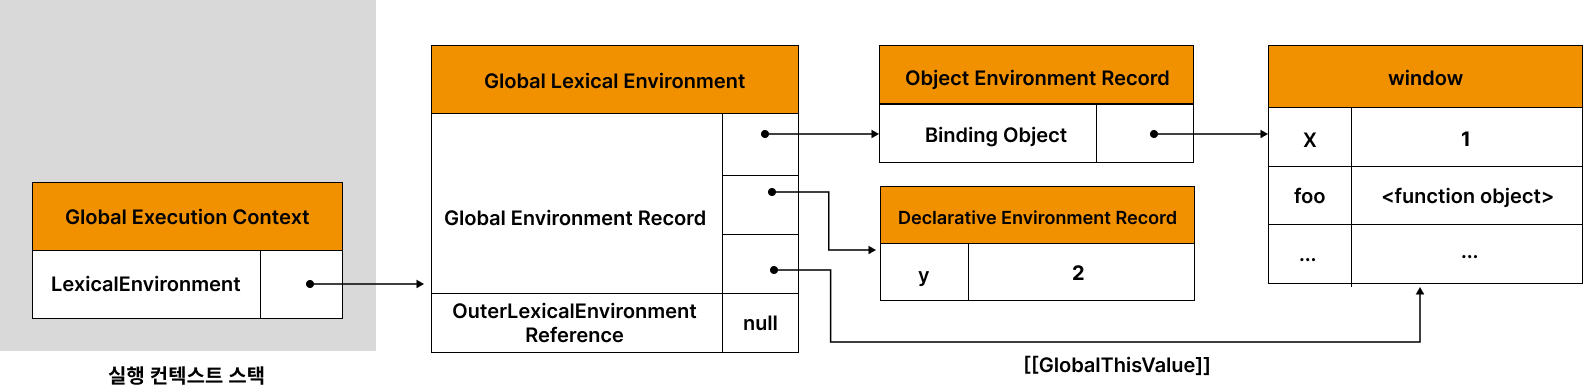 Global Execution Context
LexicalEnvironment
실행 컨텍스트 스택
Global Lexical Environment
Global Environment Record
OuterLexicalEnvironment
Reference
null
Object Environment Record
Binding Object
Declarative Environment Record
y
2
window
X
1
foo
<function object>
...
...
[[GlobalThisValue]]